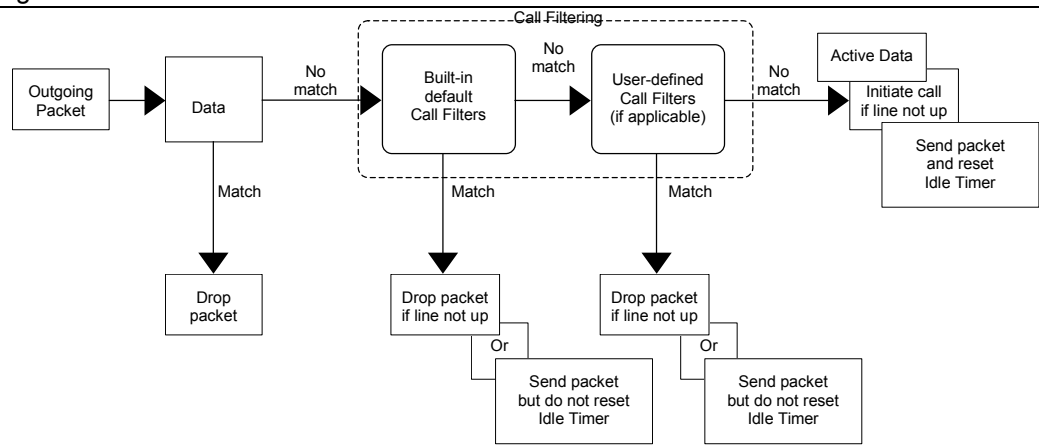 Call Filtering
Outgoing
Packet
Data
No
match
Built-in
default
Call Filters
No
match
User-defined
Call Filters
(if applicable)
No
match
Active Data
Initiate call
if line not up
Send packet
and reset
Idle Timer
Match
Match
Match
Drop
packet
Drop packet
if line not up
Or
Send packet
but do not reset
Idle Timer
Drop packet
if line not up
Or
Send packet
but do not reset
Idle Timer